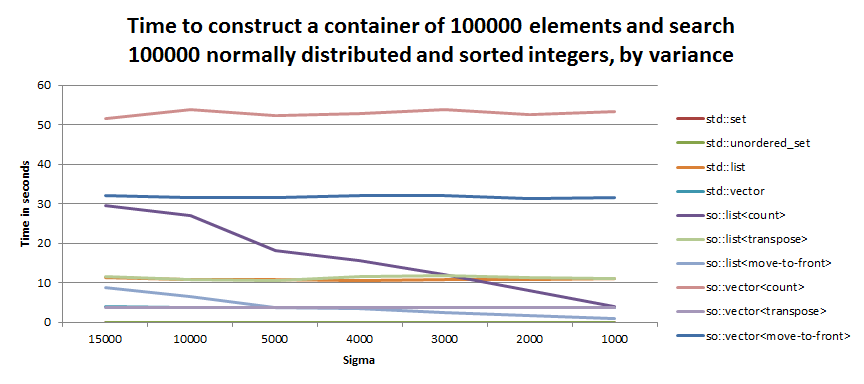 Time to construct a container of 100000 elements and search
100000 normally distributed and sorted integers, by variance
60
50
40
30
20
10
0
Time in seconds
15000 10000 5000 4000 3000 2000 1000
Sigma
std::set
std::unordered_set
std::list
std::vector
so::list<count>
so::list<transpose>
so::list<move-to-front>
so::vector<count>
so::vector<transpose>
so::vector<move-to-front>